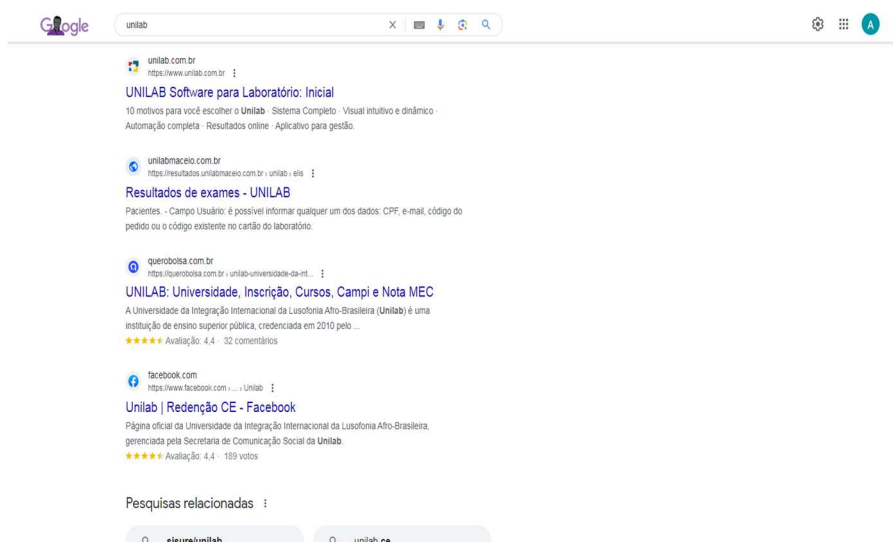 Google
unilab
A
unilab.com.br
https://www.unilab.com.br
UNILAB Software para Laboratório: Inicial
10 motivos para você escolher o Unilab · Sistema Completo · Visual intuitivo e dinâmico ·
Automação completa · Resultados online · Aplicativo para gestão.
unilabmaceio.com.br
https://resultados.unilabmaceio.com.br › unilab › elis
Resultados de exames - UNILAB
Pacientes. - Campo Usuário: é possível informar qualquer um dos dados: CPF, e-mail, código do
pedido ou o código existente no cartão do laboratório.
querobolsa.com.br
https://querobolsa.com.br › unilab-universidade-da-int...
UNILAB: Universidade, Inscrição, Cursos, Campi e Nota MEC
A Universidade da Integração Internacional da Lusofonia Afro-Brasileira (Unilab) é uma
instituição de ensino superior pública, credenciada em 2010 pelo ...
Avaliação: 4,4 · 32 comentários
facebook.com
https://www.facebook.com › ... › Unilab
Unilab | Redenção CE - Facebook
Página oficial da Universidade da Integração Internacional da Lusofonia Afro-Brasileira,
gerenciada pela Secretaria de Comunicação Social da Unilab.
Avaliação: 4,4 · 189 votos
Pesquisas relacionadas
sisure/unilab
unilab ce